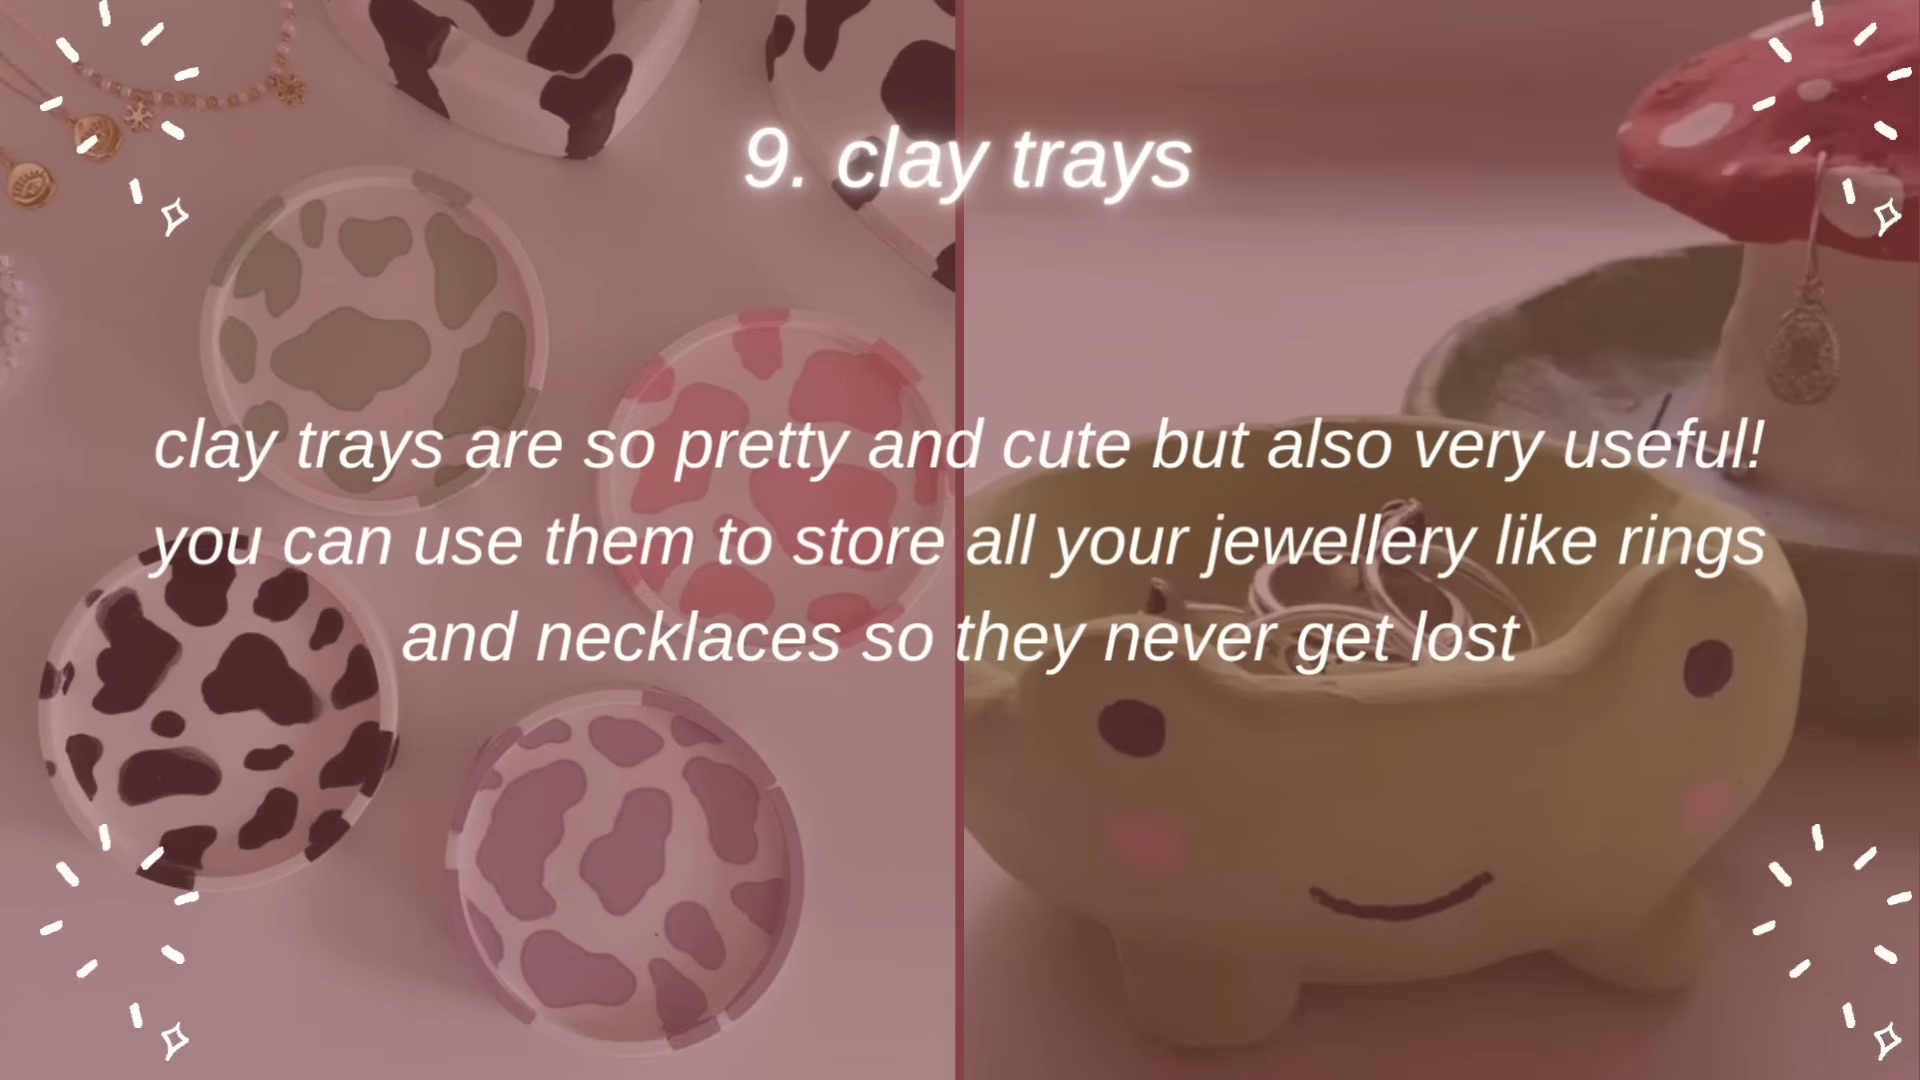 9. clay trays
clay trays are so pretty and cute but also very useful!
you can use them to store all your jewellery like rings
and necklaces so they never get lost